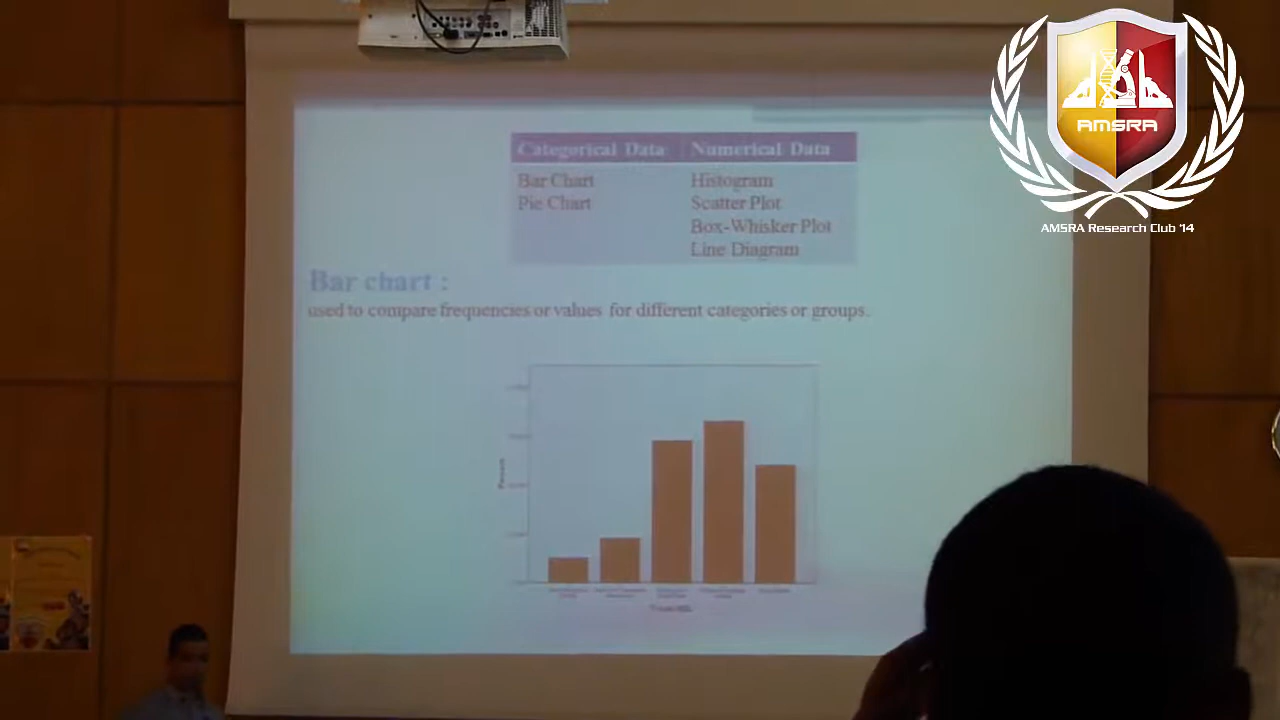 Categorical Data Numerical Data
Bar Chart Histogram
Pie Chart Scatter Plot
Box-Whisker Plot
Line Diagram
Bar chart :
used to compare frequencies or values for different categories or groups.
Percent
AMSRA
AMSRA Research Club '14